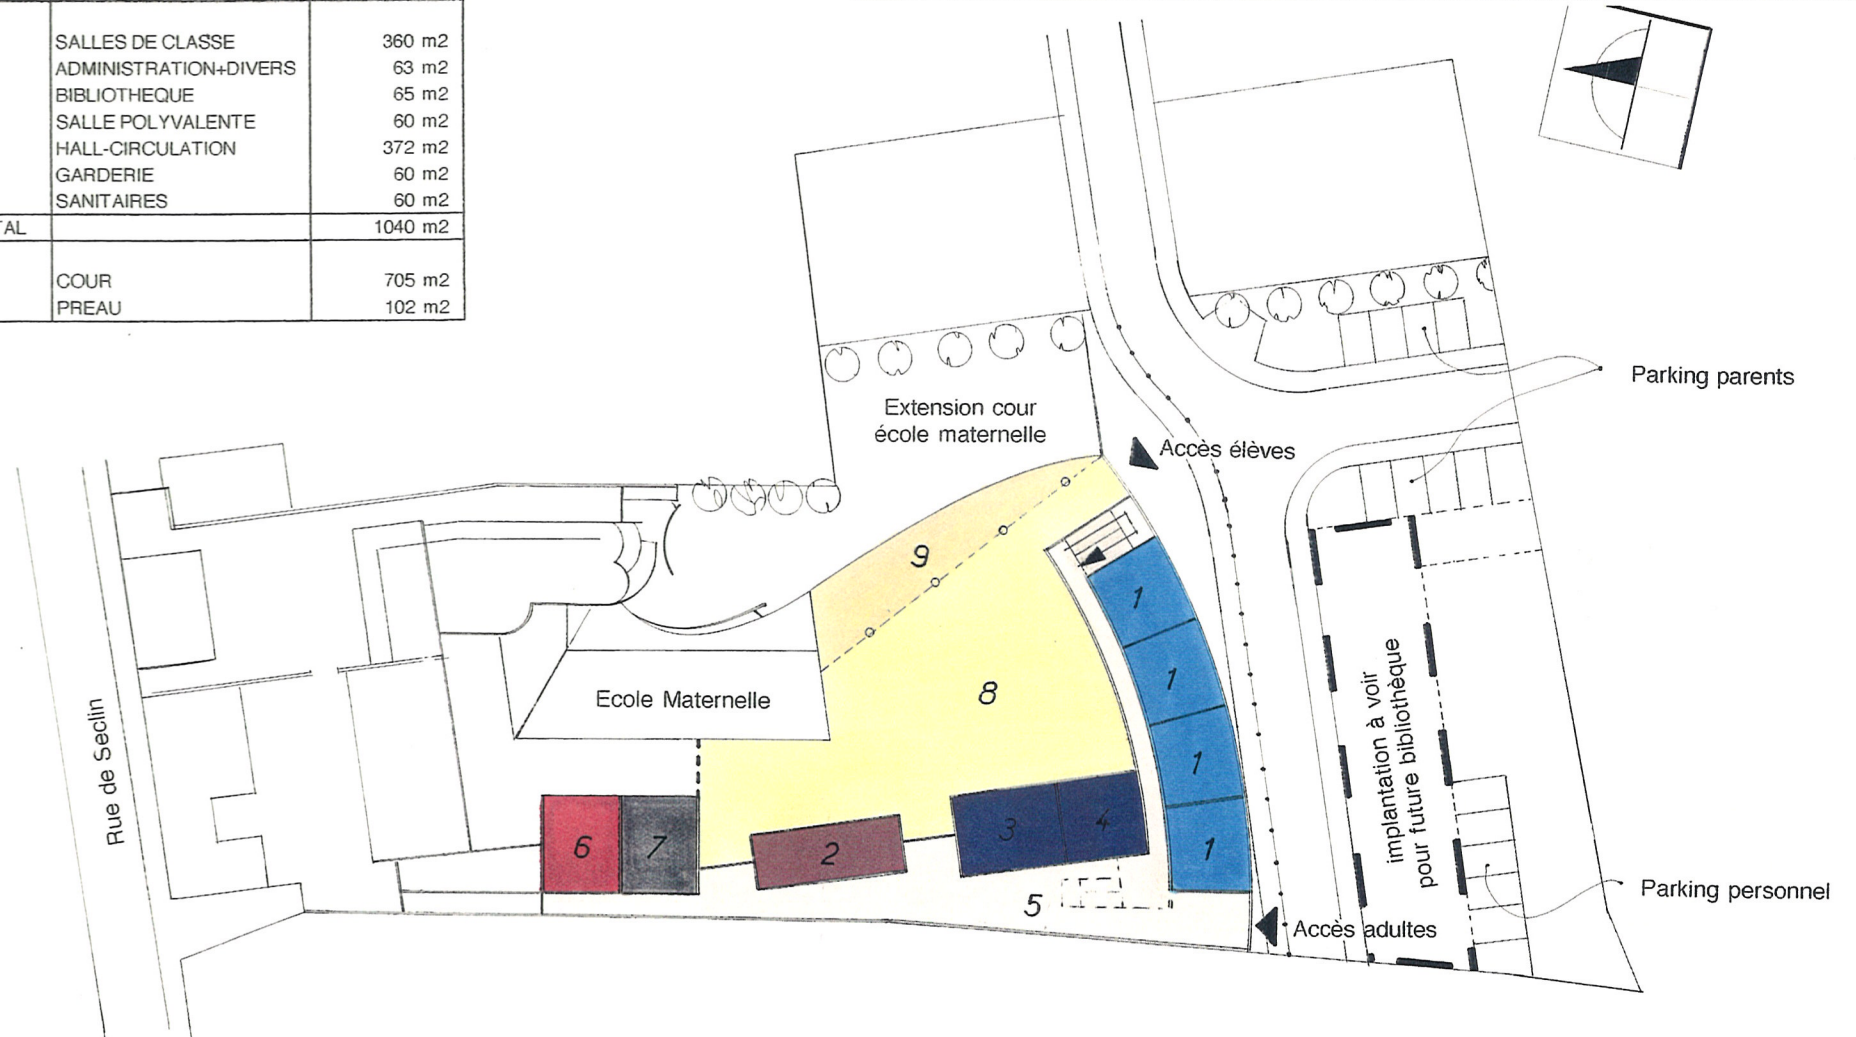 SALLES DE CLASSE 360 m2
ADMINISTRATION+DIVERS 63 m2
BIBLIOTHEQUE 65 m2
SALLE POLYVALENTE 60 m2
HALL-CIRCULATION 372 m2
GARDERIE 60 m2
SANITAIRES 60 m2
TAL 1040 m2
COUR 705 m2
PREAU 102 m2
Parking parents
Extension cour
école maternelle
Accès élèves
9
1
8
1
Ecole Maternelle
Rue de Seclin
1
implantation à voir
pour future bibiliothèque
6
7
2
3
4
1
5
Parking personnel
Accès adultes